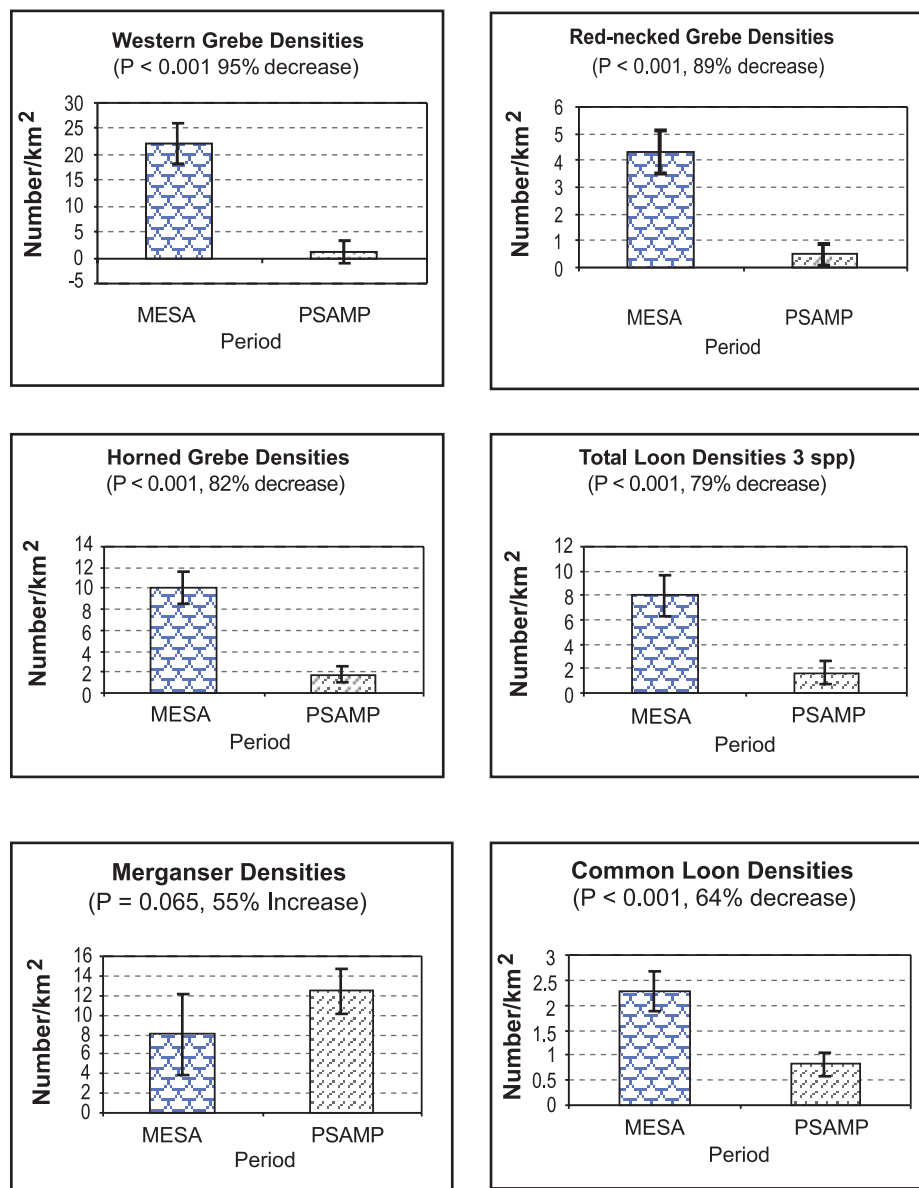 Western Grebe Densities
(P < 0.001 95% decrease)
Number/km²
30
25
20
15
10
5
0
-5
MESA PSAMP
Period
Red-necked Grebe Densities
(P < 0.001, 89% decrease)
Number/km²
6
5
4
3
2
1
0
MESA PSAMP
Period
Horned Grebe Densities
(P < 0.001, 82% decrease)
Number/km²
14
12
10
8
6
4
2
0
MESA PSAMP
Period
Total Loon Densities 3 spp)
(P < 0.001, 79% decrease)
Number/km²
12
10
8
6
4
2
0
MESA PSAMP
Period
Merganser Densities
(P = 0.065, 55% Increase)
Number/km²
16
14
12
10
8
6
4
2
0
MESA PSAMP
Period
Common Loon Densities
(P < 0.001, 64% decrease)
Number/km²
3
2.5
2
1.5
1
0.5
0
MESA PSAMP
Period